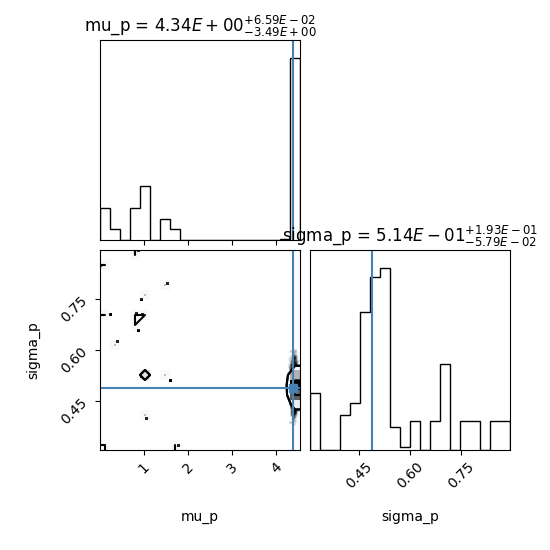 mu_p = 4.34E+00+6.59E−02−3.49E+00
sigma_p = 5.14E−01+1.93E−01−5.79E−02
sigma_p
0.75
0.60
0.45
1 2 3 4
mu_p
0.45 0.60 0.75
sigma_p